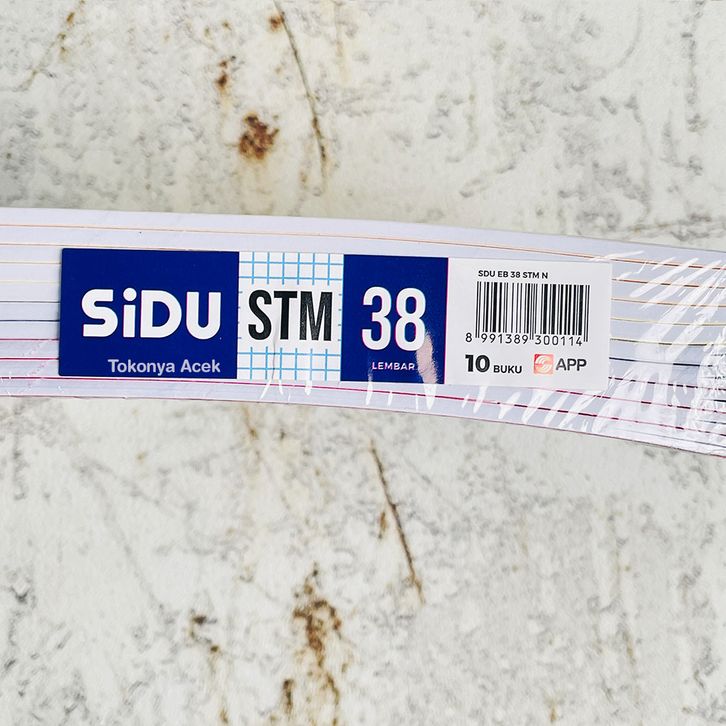 SiDU
Tokonya Acek
STM
38
LEMBAR
SDU EB 38 STM N
8 991389 300114
10 BUKU
APP